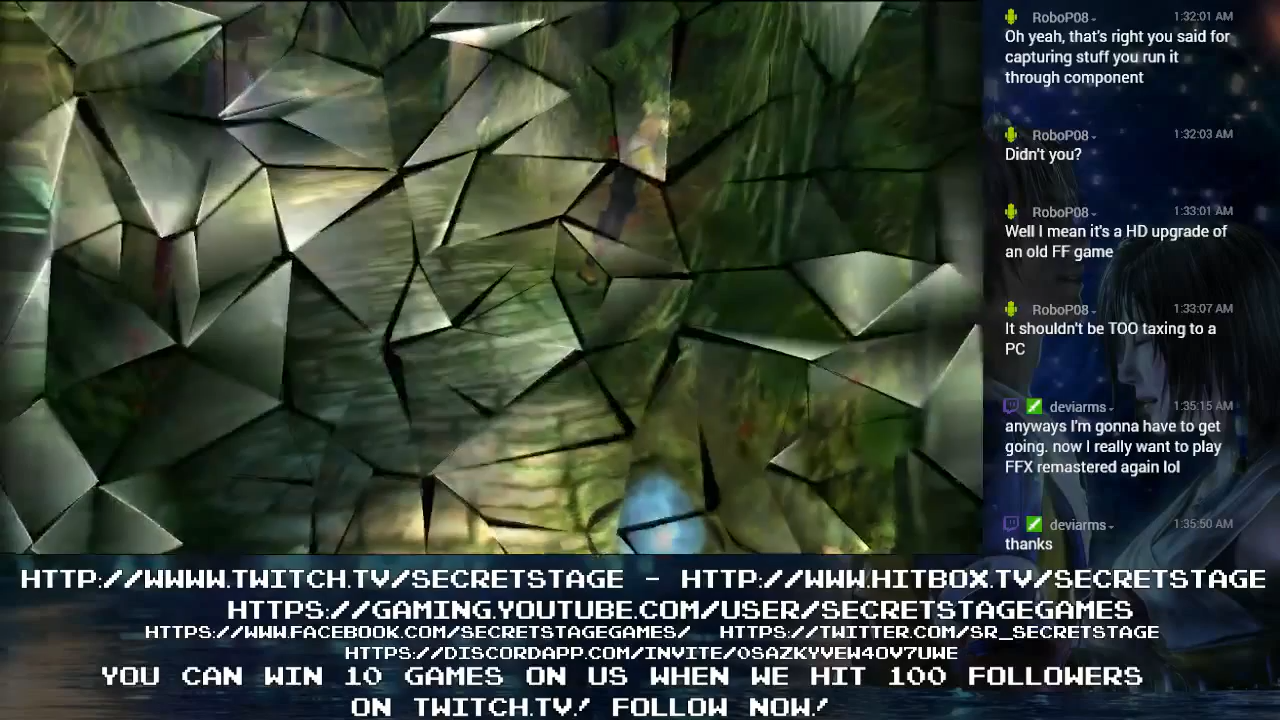 RoboP08 1:32:01 AM
Oh yeah, that's right you said for
capturing stuff you run it
through component
RoboP08 1:32:03 AM
Didn't you?
RoboP08 1:33:01 AM
Well I mean it's a HD upgrade of
an old FF game
RoboP08 1:33:07 AM
It shouldn't be TOO taxing to a
PC
deviarms 1:35:15 AM
anyways I'm gonna have to get
going. now I really want to play
FFX remastered again lol
deviarms 1:35:50 AM
thanks
HTTP://WWWW.TWITCH.TV/SECRETSTAGE - HTTP://WWW.HITBOX.TV/SECRETSTAGE
HTTPS://GAMING.YOUTUBE.COM/USER/SECRETSTAGEGAMES
HTTPS://WWW.FACEBOOK.COM/SECRETSTAGEGAMES/ HTTPS://TWITTER.COM/SR_SECRETSTAGE
HTTPS://DISCORDAPP.COM/INVITE/0SAZKYVEW4OV7UWE
YOU CAN WIN 10 GAMES ON US WHEN WE HIT 100 FOLLOWERS
ON TWITCH.TV! FOLLOW NOW!